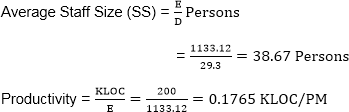 Average Staff Size (SS) = E/D Persons
= 1133.12/29.3 = 38.67 Persons
Productivity = KLOC/E = 200/1133.12 = 0.1765 KLOC/PM